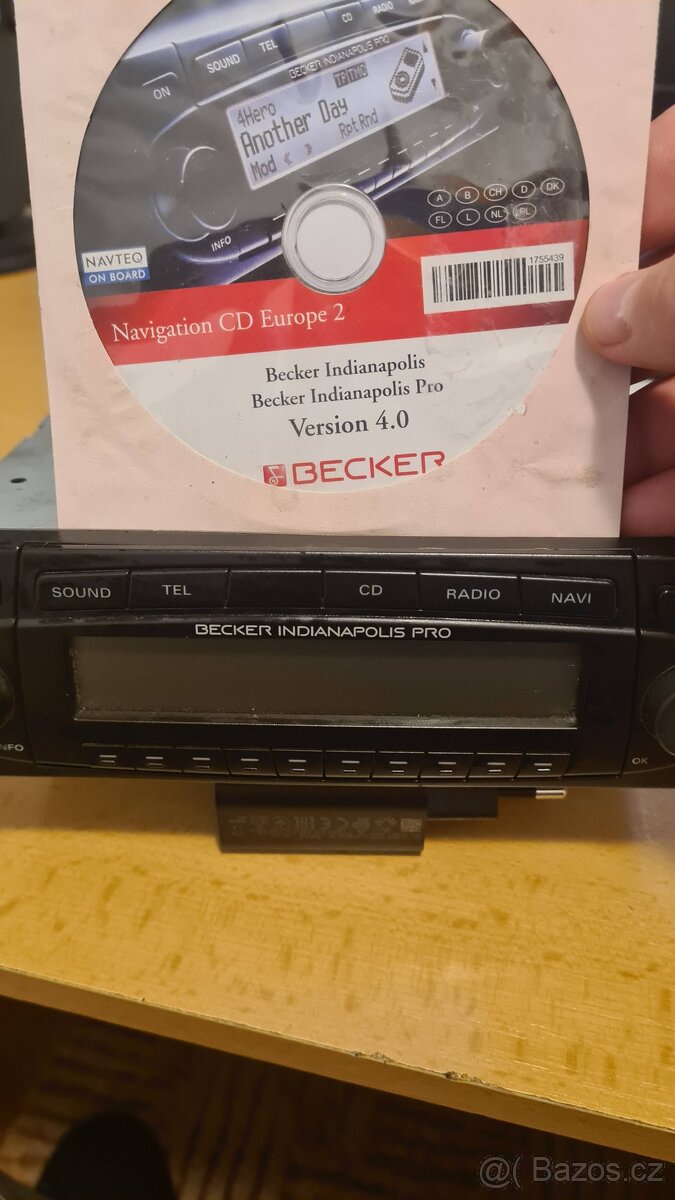 CD
RADIO
TEL
SOUND
ON
BECKER INDIANAPOLIS PRO
TP/TMC
4Hero
Another Day
Mod « » Rpt Rnd
INFO
OK
A B CH D DK
FL L NL
NAVTEQ
ON BOARD
1755439
Navigation CD Europe 2
Becker Indianapolis
Becker Indianapolis Pro
Version 4.0
BECKER
SOUND TEL CD RADIO NAVI
BECKER INDIANAPOLIS PRO
NFO
OK
@( Bazos.cz